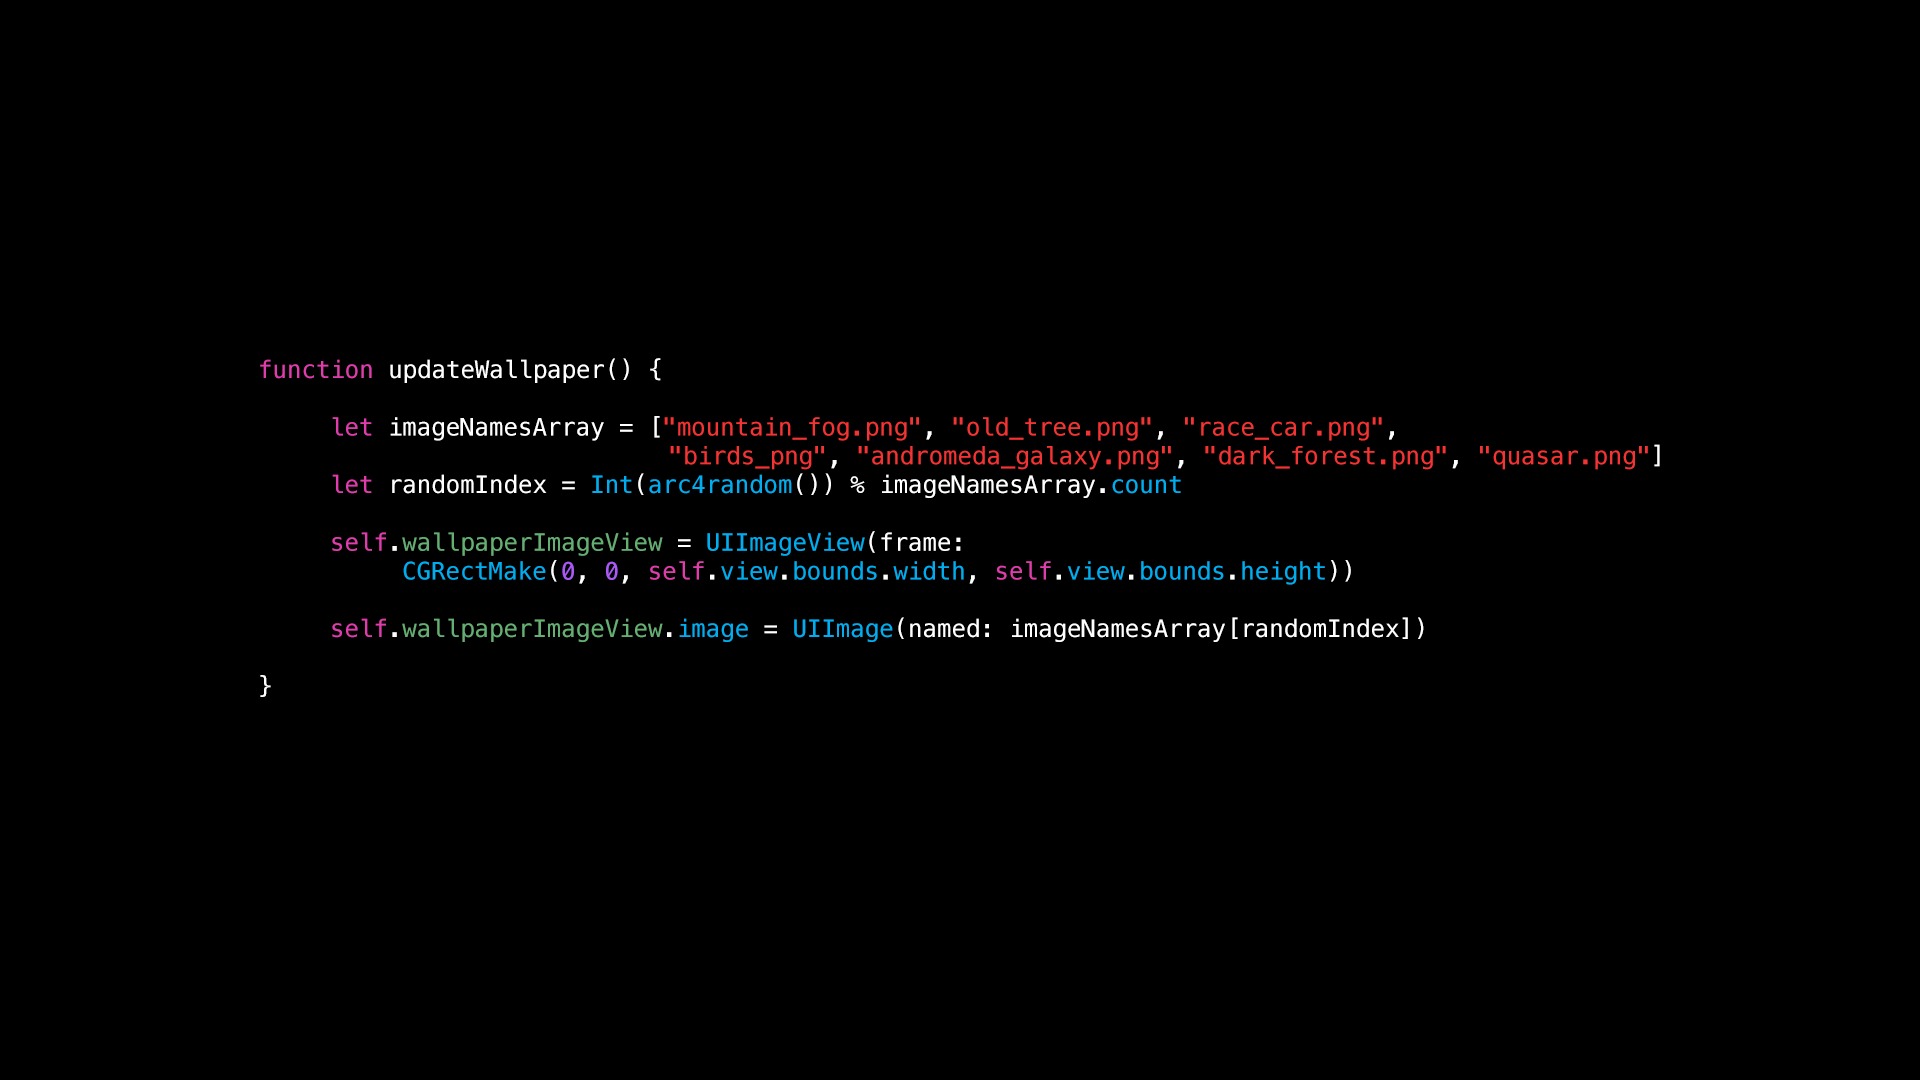 function updateWallpaper() {
let imageNamesArray = ["mountain_fog.png", "old_tree.png", "race_car.png",
"birds_png", "andromeda_galaxy.png", "dark_forest.png", "quasar.png"]
let randomIndex = Int(arc4random()) % imageNamesArray.count
self.wallpaperImageView = UIImageView(frame:
CGRectMake(0, 0, self.view.bounds.width, self.view.bounds.height))
self.wallpaperImageView.image = UIImage(named: imageNamesArray[randomIndex])
}